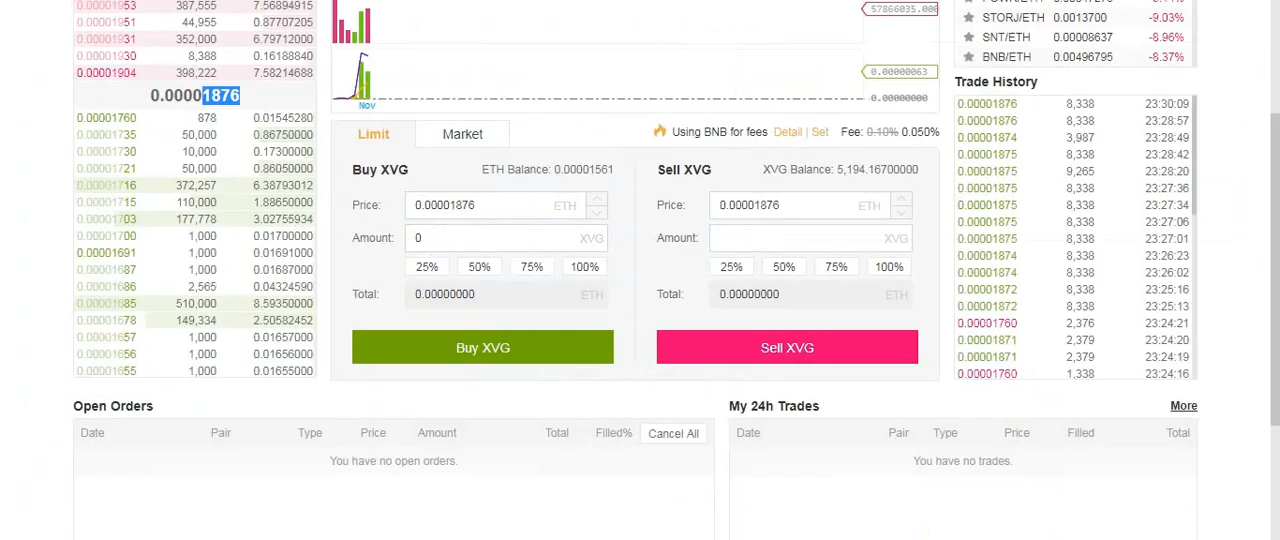 0.00001953 387,555 7.56894915
0.00001951 44,955 0.87707205
0.00001931 352,000 6.79712000
0.00001930 8,388 0.16188840
0.00001904 398,222 7.58214688
0.00001876
0.00001760 878 0.01545280
0.00001735 50,000 0.86750000
0.00001730 10,000 0.17300000
0.00001721 50,000 0.86050000
0.00001716 372,257 6.38793012
0.00001715 110,000 1.88650000
0.00001703 177,778 3.02755934
0.00001700 1,000 0.01700000
0.00001691 1,000 0.01691000
0.00001687 1,000 0.01687000
0.00001686 2,565 0.04324590
0.00001685 510,000 8.59350000
0.00001678 149,334 2.50582452
0.00001657 1,000 0.01657000
0.00001656 1,000 0.01656000
0.00001655 1,000 0.01655000
57866035.000
0.00000063
0.00000000
Nov
Limit Market
Using BNB for fees Detail | Set Fee: 0.10% 0.050%
Buy XVG ETH Balance: 0.00001561
Price: 0.00001876 ETH
Amount: 0 XVG
25% 50% 75% 100%
Total: 0.00000000 ETH
Buy XVG
Sell XVG XVG Balance: 5,194.16700000
Price: 0.00001876 ETH
Amount: XVG
25% 50% 75% 100%
Total: 0.00000000 ETH
Sell XVG
STORJ/ETH 0.0013700 -9.03%
SNT/ETH 0.00008637 -8.96%
BNB/ETH 0.00496795 -8.37%
Trade History
0.00001876 8,338 23:30:09
0.00001876 8,338 23:28:57
0.00001874 3,987 23:28:49
0.00001875 8,338 23:28:42
0.00001875 9,265 23:28:20
0.00001875 8,338 23:27:36
0.00001875 8,338 23:27:34
0.00001875 8,338 23:27:06
0.00001875 8,338 23:27:01
0.00001874 8,338 23:26:23
0.00001874 8,338 23:26:02
0.00001872 8,338 23:25:16
0.00001872 8,338 23:25:13
0.00001760 2,376 23:24:21
0.00001871 2,379 23:24:20
0.00001871 2,379 23:24:19
0.00001760 1,338 23:24:16
Open Orders
Date Pair Type Price Amount Total Filled% Cancel All
You have no open orders.
My 24h Trades More
Date Pair Type Price Filled Total
You have no trades.